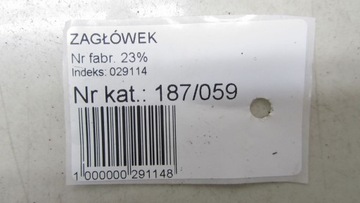 ZAGŁÓWEK
Nr fabr. 23%
Indeks: 029114
Nr kat.: 187/059
1 000000 291148